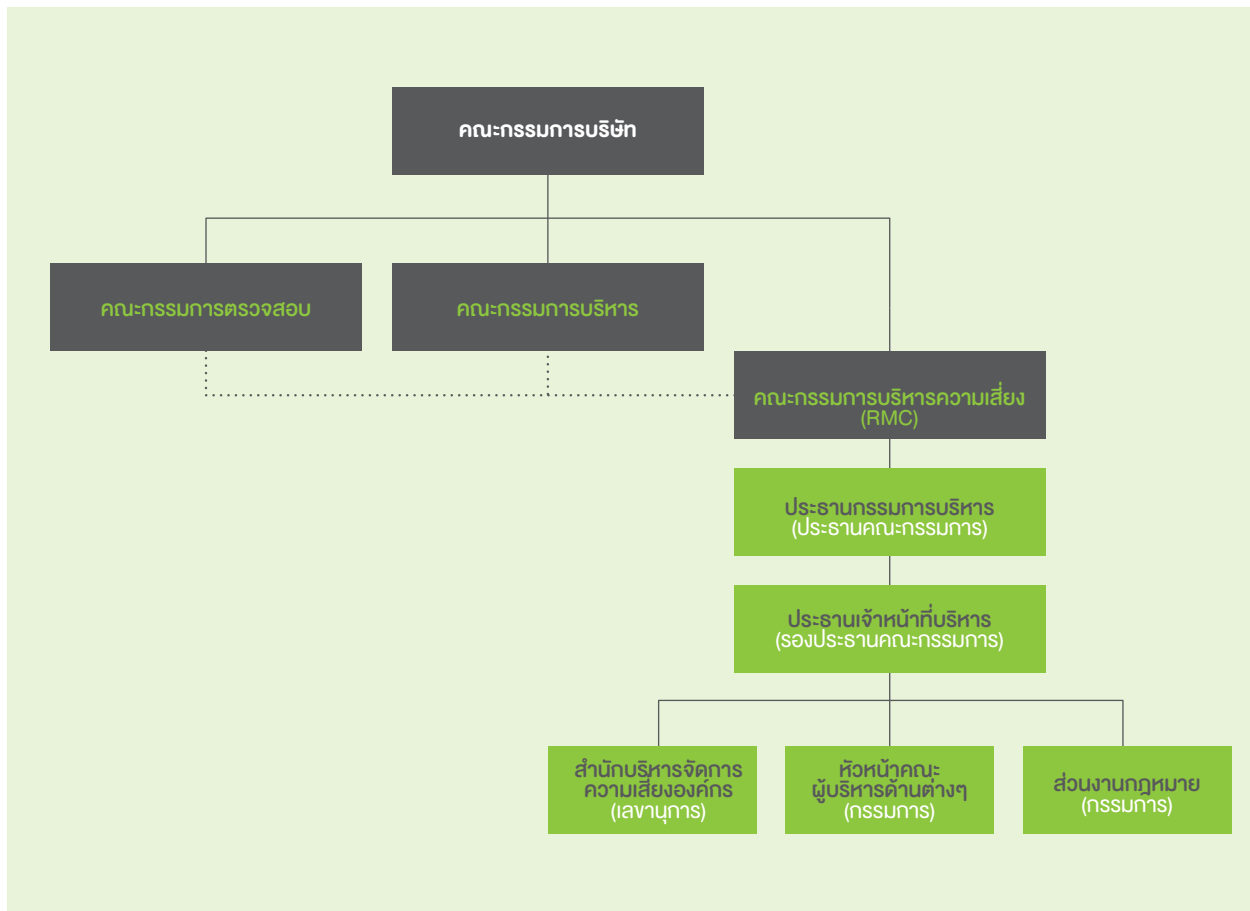 คณะกรรมการบริษัท
คณะกรรมการตรวจสอบ
คณะกรรมการบริหาร
คณะกรรมการบริหารความเสี่ยง
(RMC)
ประธานกรรมการบริหาร
(ประธานคณะกรรมการ)
ประธานเจ้าหน้าที่บริหาร
(รองประธานคณะกรรมการ)
สำนักบริหารจัดการ
ความเสี่ยงองค์กร
(เลขานุการ)
หัวหน้าคณะ
ผู้บริหารด้านต่างๆ
(กรรมการ)
ส่วนงานกฎหมาย
(กรรมการ)